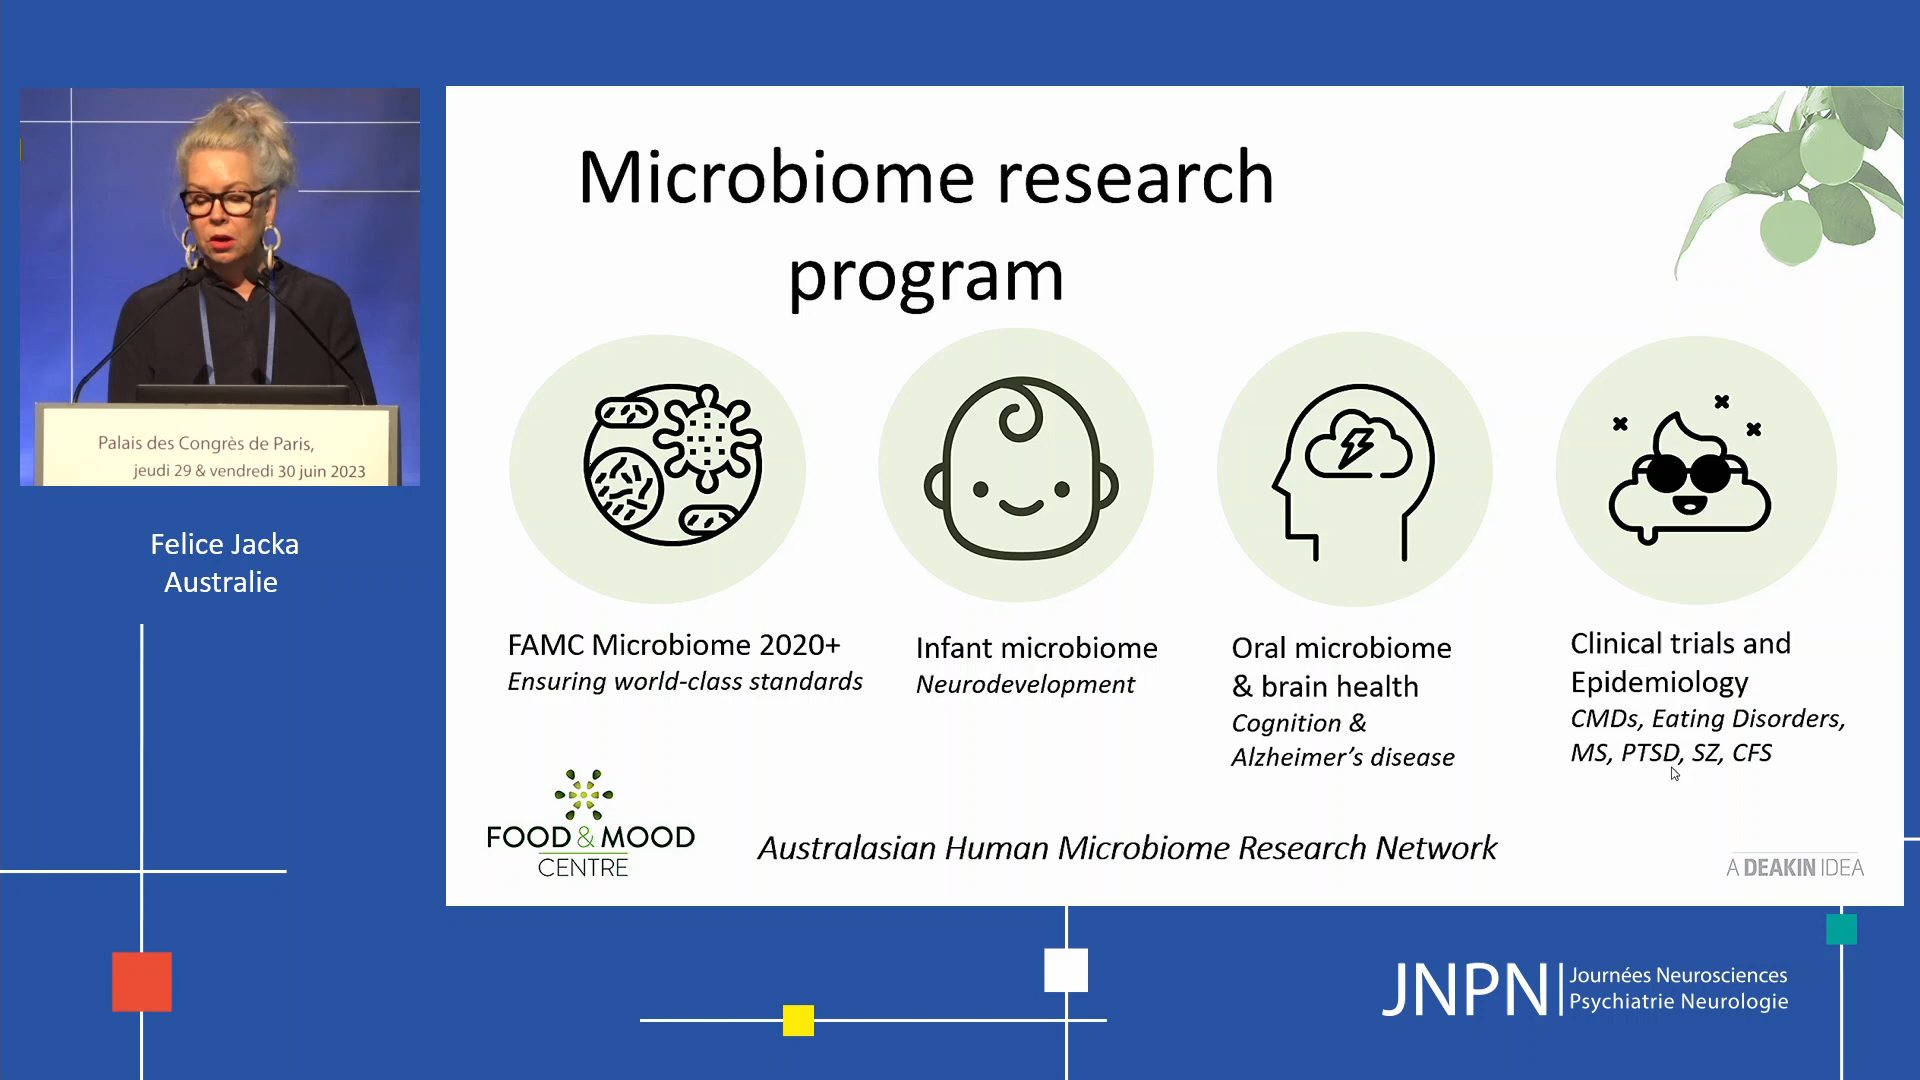 Palais des Congrès de Paris,
jeudi 29 & vendredi 30 juin 2023
Felice Jacka
Australie
Microbiome research
program
FAMC Microbiome 2020+
Ensuring world-class standards
Infant microbiome
Neurodevelopment
Oral microbiome
& brain health
Cognition &
Alzheimer’s disease
Clinical trials and
Epidemiology
CMDs, Eating Disorders,
MS, PTSD, SZ, CFS
FOOD & MOOD
CENTRE
Australasian Human Microbiome Research Network
A DEAKIN IDEA
JNPN
Journées Neurosciences
Psychiatrie Neurologie